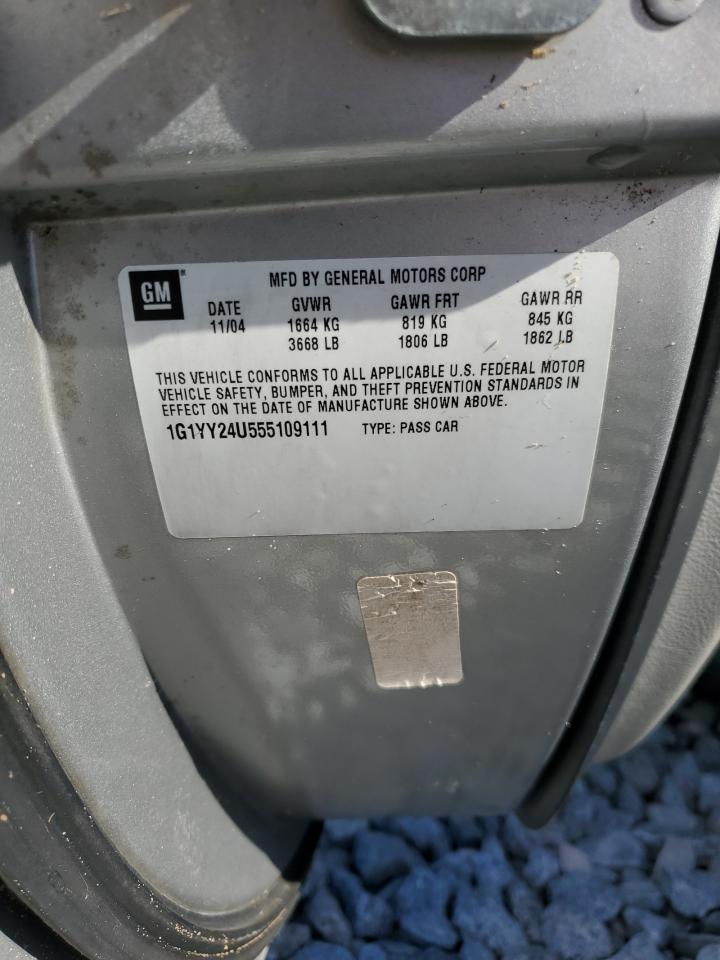 GM
MFD BY GENERAL MOTORS CORP
DATE GVWR GAWR FRT GAWR RR
11/04 1664 KG 819 KG 845 KG
3668 LB 1806 LB 1862 LB
THIS VEHICLE CONFORMS TO ALL APPLICABLE U.S. FEDERAL MOTOR
VEHICLE SAFETY, BUMPER, AND THEFT PREVENTION STANDARDS IN
EFFECT ON THE DATE OF MANUFACTURE SHOWN ABOVE.
1G1YY24U555109111 TYPE: PASS CAR